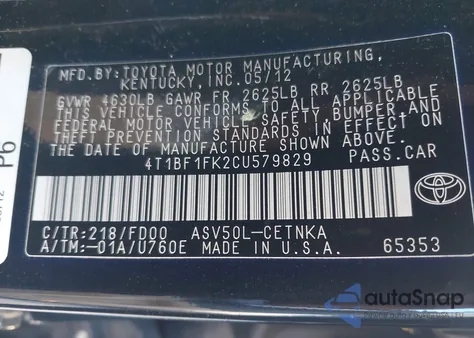 MFD.BY:TOYOTA MOTOR MANUFACTURING,
KENTUCKY, INC.05/12
GVWR 4630LB GAWR FR 2625LB RR 2625LB
THIS VEHICLE CONFORMS TO ALL APPLICABLE
FEDERAL MOTOR VEHICLE SAFETY, BUMPER AND
THEFT PREVENTION STANDARDS IN EFFECT ON
THE DATE OF MANUFACTURE SHOWN ABOVE.
4T1BF1FK2CU579829 PASS.CAR
C/TR:218/FD00 ASV50L-CETNKA
A/TM:-01A/U760E MADE IN U.S.A. 65353
TOYOTA
P6
autoSnap